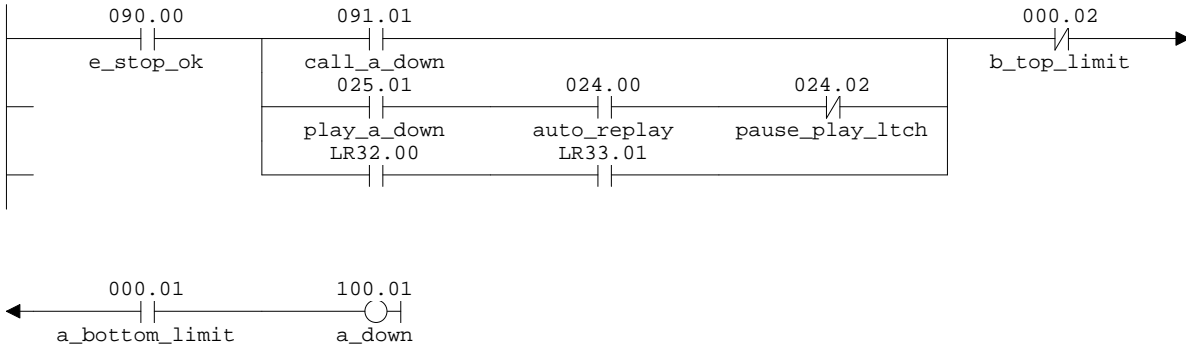 090.00 091.01 000.02
e_stop_ok call_a_down b_top_limit
025.01 024.00 024.02
play_a_down auto_replay pause_play_ltch
LR32.00 LR33.01
000.01 100.01
a_bottom_limit a_down